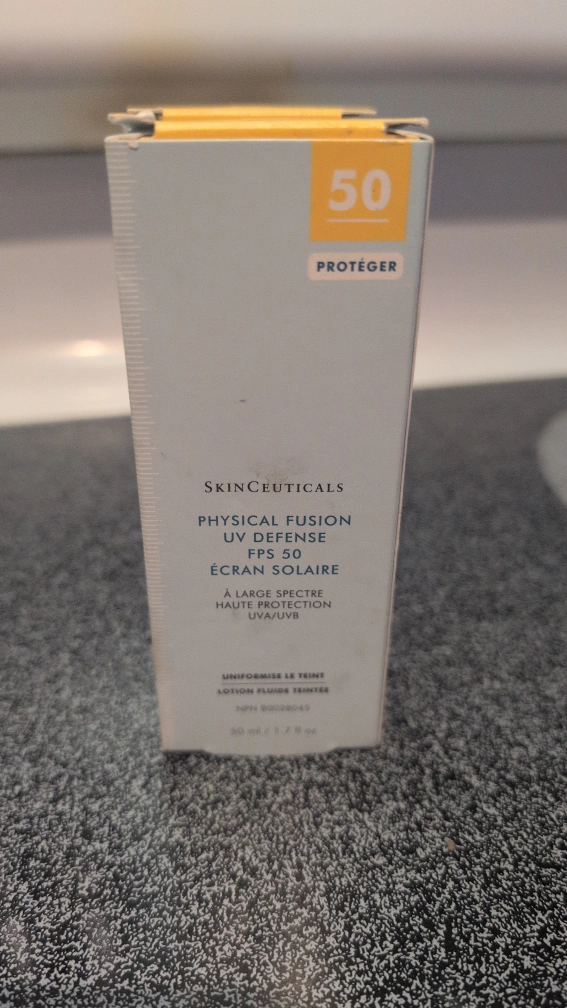 50
PROTÉGER
SKINCEUTICALS
PHYSICAL FUSION
UV DEFENSE
FPS 50
ÉCRAN SOLAIRE
À LARGE SPECTRE
HAUTE PROTECTION
UVA/UVB
UNIFORMISE LE TEINT
LOTION FLUIDE TEINTÉE
NPN
50 ml / 1.7 fl oz